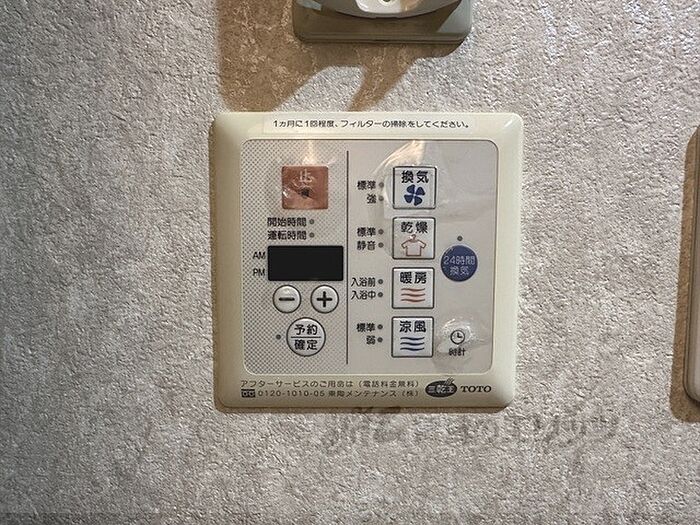 1ヵ月に1回程度、フィルターの掃除をしてください。
止
開始時間
運転時間
AM
PM
予約
確定
標準
強
換気
標準
静音
乾燥
入浴前
入浴中
暖房
標準
弱
涼風
24時間
換気
時計
アフターサービスのご用命は(電話料金無料)
0120-1010-05 東陶メンテナンス(株)
三乾王 TOTO